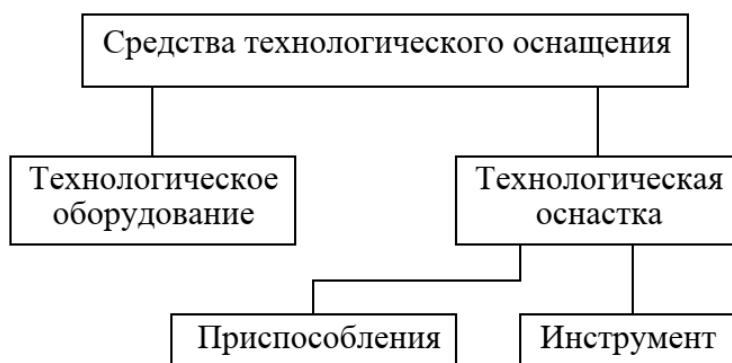 Средства технологического оснащения
Технологическое
оборудование
Технологическая
оснастка
Приспособления
Инструмент